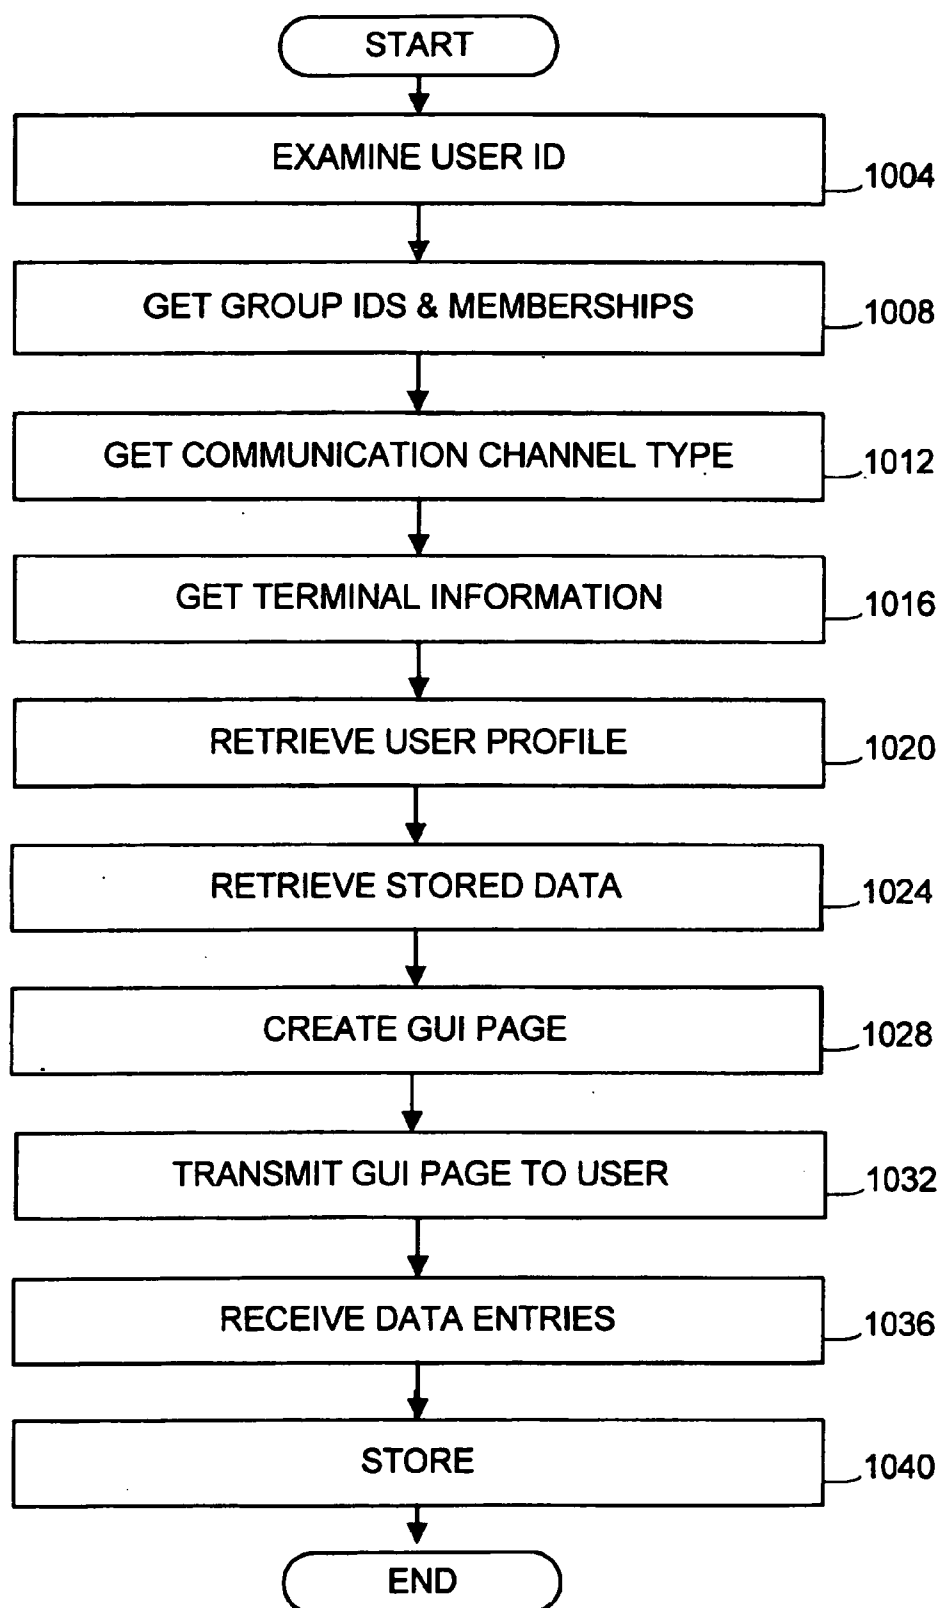 START
EXAMINE USER ID
1004
GET GROUP IDS & MEMBERSHIPS
1008
GET COMMUNICATION CHANNEL TYPE
1012
GET TERMINAL INFORMATION
1016
RETRIEVE USER PROFILE
1020
RETRIEVE STORED DATA
1024
CREATE GUI PAGE
1028
TRANSMIT GUI PAGE TO USER
1032
RECEIVE DATA ENTRIES
1036
STORE
1040
END